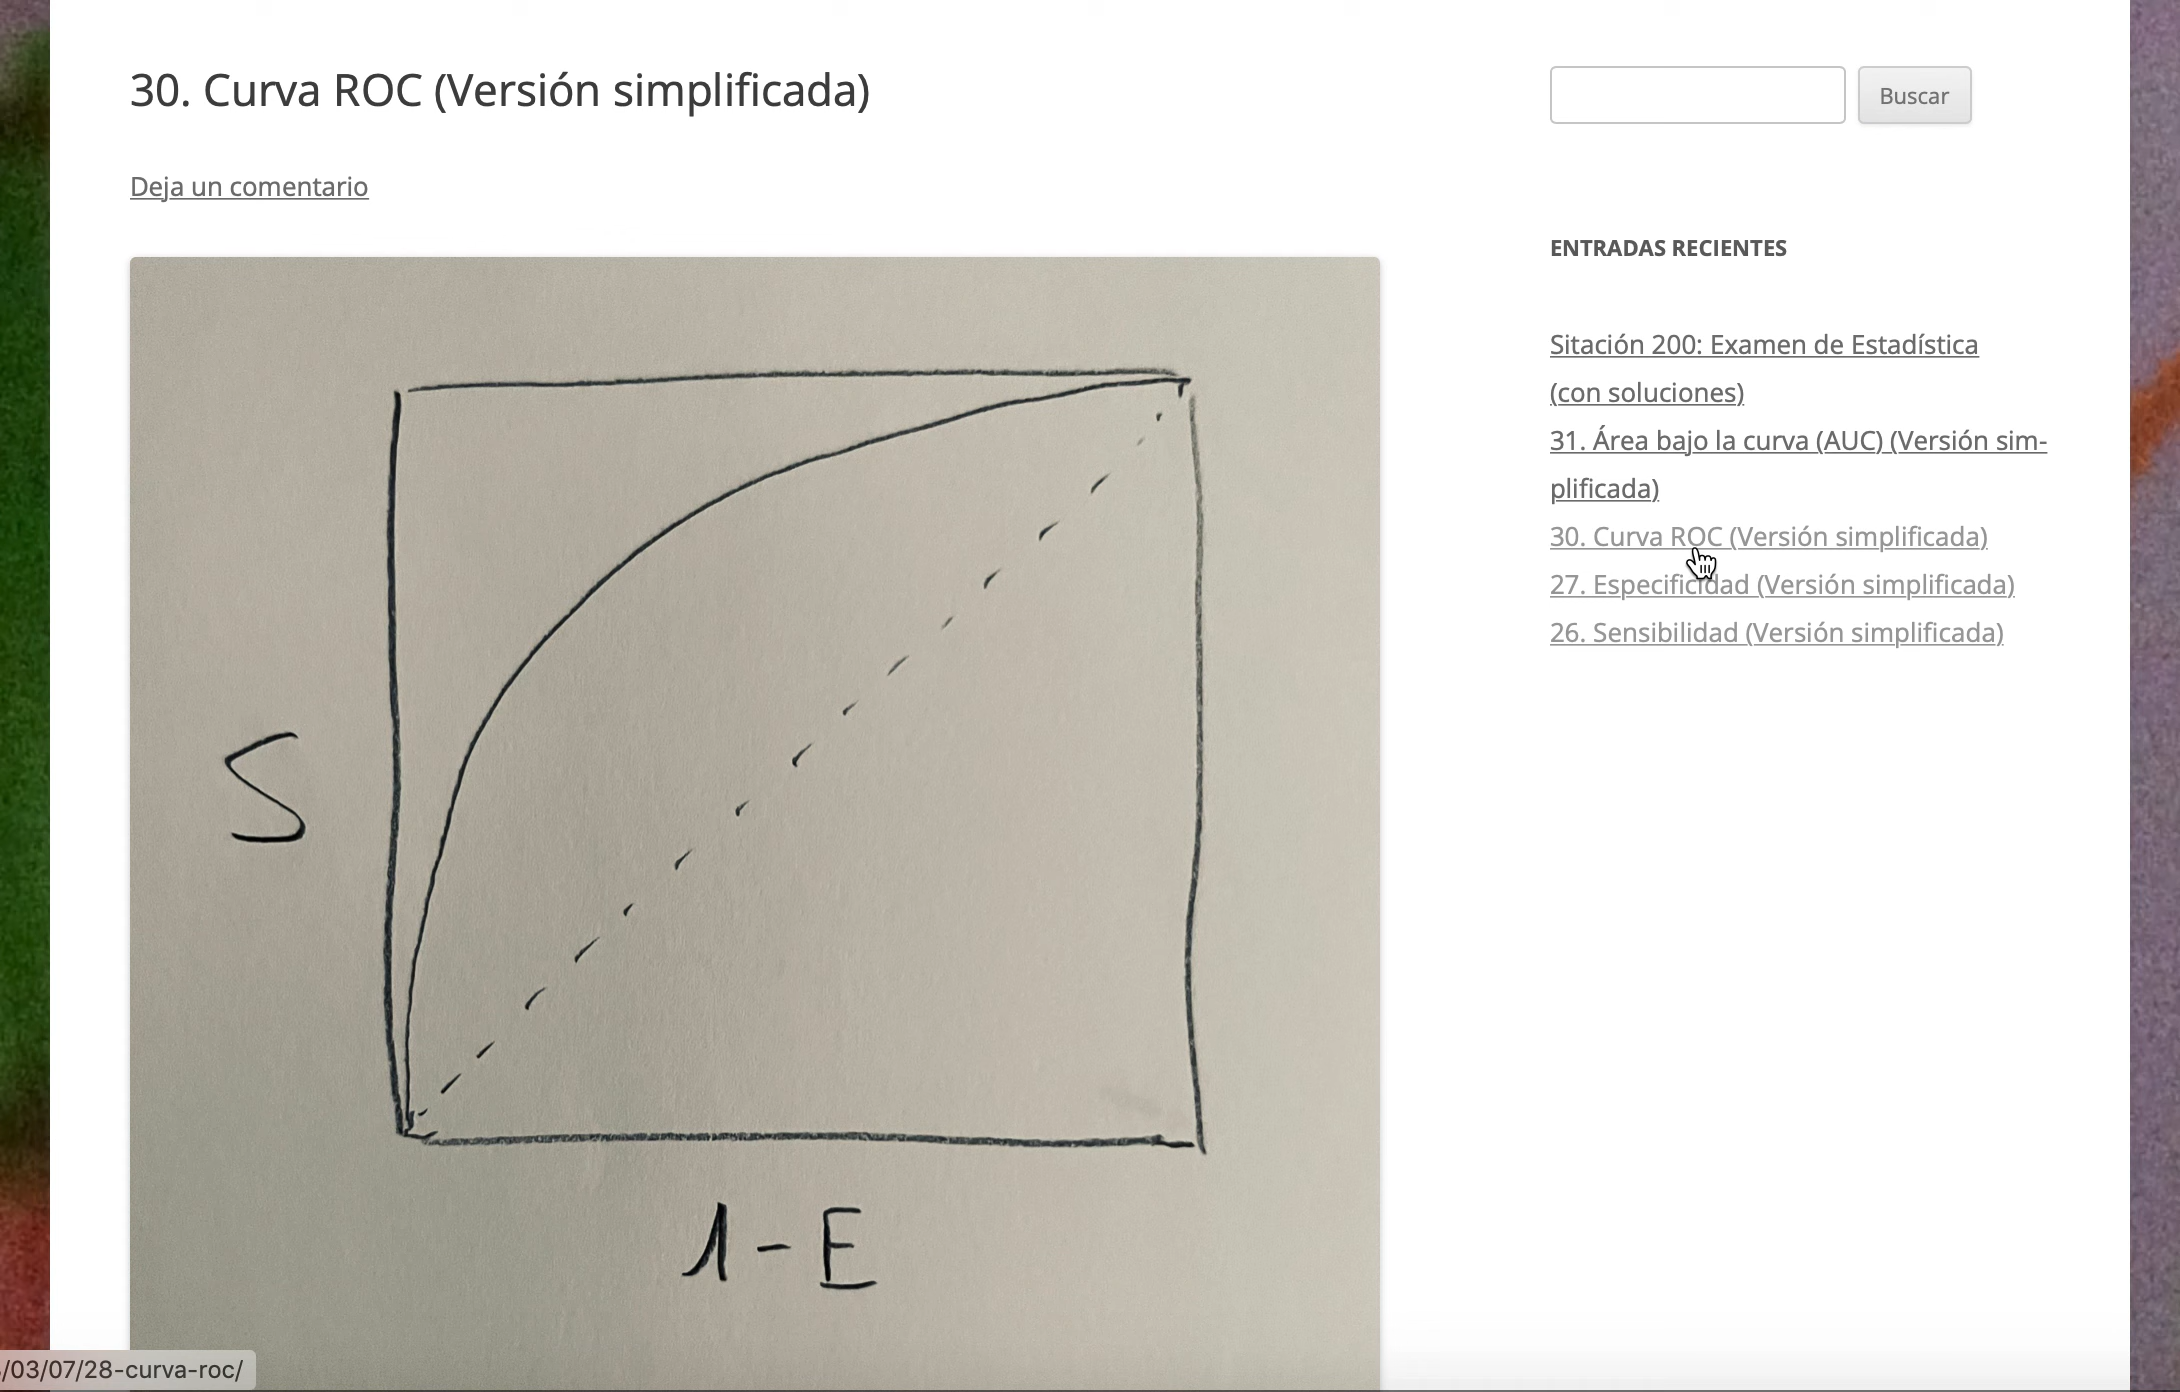 30. Curva ROC (Versión simplificada)
Deja un comentario
S
1 - E
Buscar
ENTRADAS RECIENTES
Sitación 200: Examen de Estadística
(con soluciones)
31. Área bajo la curva (AUC) (Versión sim-
plificada)
30. Curva ROC (Versión simplificada)
27. Especificidad (Versión simplificada)
26. Sensibilidad (Versión simplificada)
/03/07/28-curva-roc/